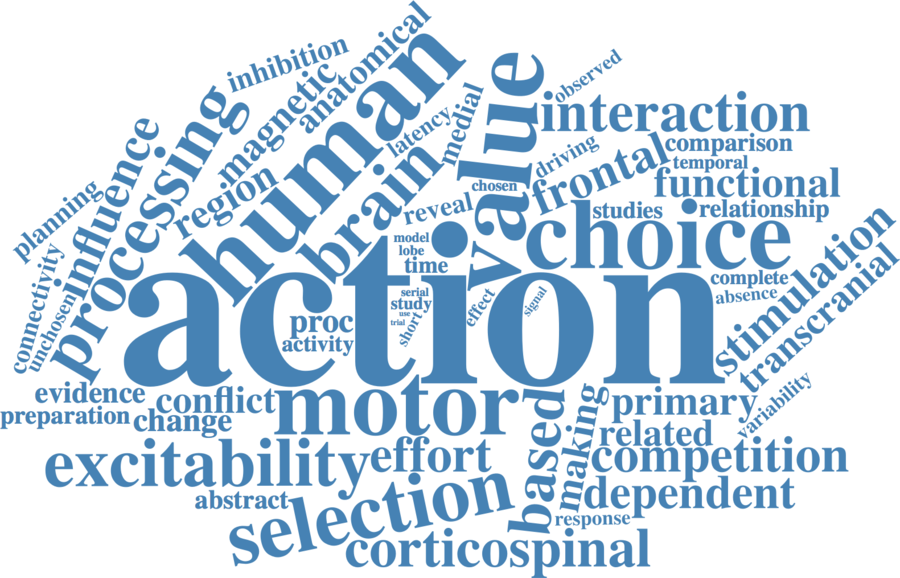 inhibition
anatomical
magnetic
human
processing
observed
value
interaction
medial
latency
influence
region
brain
driving
comparison
temporal
frontal
functional
chosen
planning
reveal
studies
relationship
choice
connectivity
unchosen
model
lobe
time
stimulation
transcranial
complete
absence
action
serial
study
use
trial
short
effect
signal
proc
activity
evidence
preparation
conflict
change
motor
based
making
primary
variability
related
excitability
effort
competition
abstract
selection
dependent
response
corticospinal